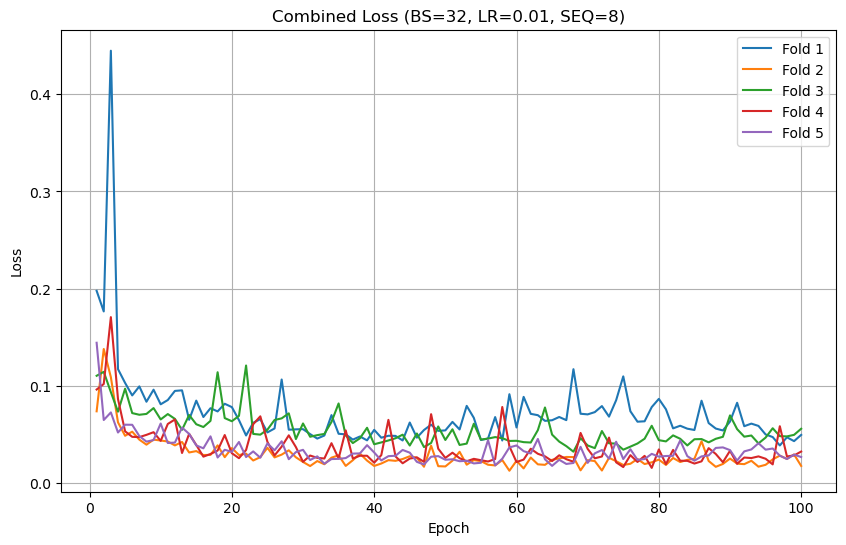 Combined Loss (BS=32, LR=0.01, SEQ=8)
Fold 1
Fold 2
Fold 3
Fold 4
Fold 5
Loss
0.4
0.3
0.2
0.1
0.0
0 20 40 60 80 100
Epoch